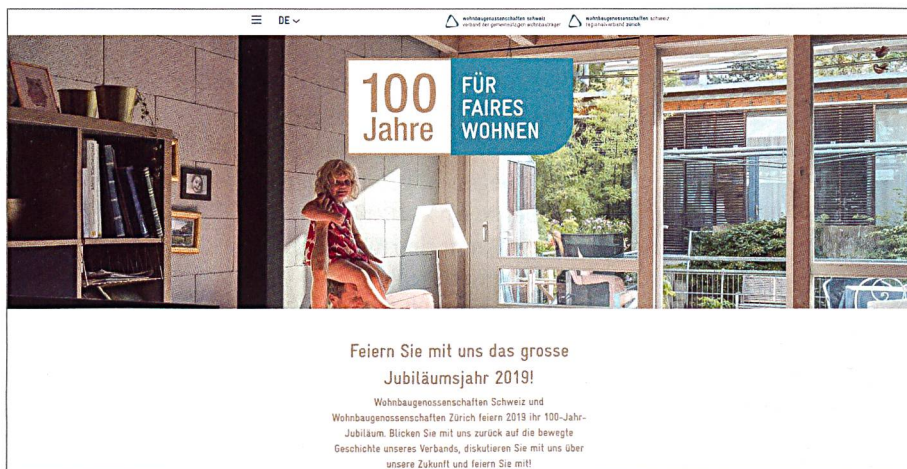 DE
wohnbaugenossenschaften schweiz
verband der gemeinnützigen wohnbauträger
wohnbaugenossenschaften schweiz
regionalverband zürich
100
Jahre
FÜR
FAIRES
WOHNEN
Feiern Sie mit uns das grosse
Jubiläumsjahr 2019!
Wohnbaugenossenschaften Schweiz und
Wohnbaugenossenschaften Zürich feiern 2019 ihr 100-Jahr-
Jubiläum. Blicken Sie mit uns zurück auf die bewegte
Geschichte unseres Verbands, diskutieren Sie mit uns über
unsere Zukunft und feiern Sie mit!